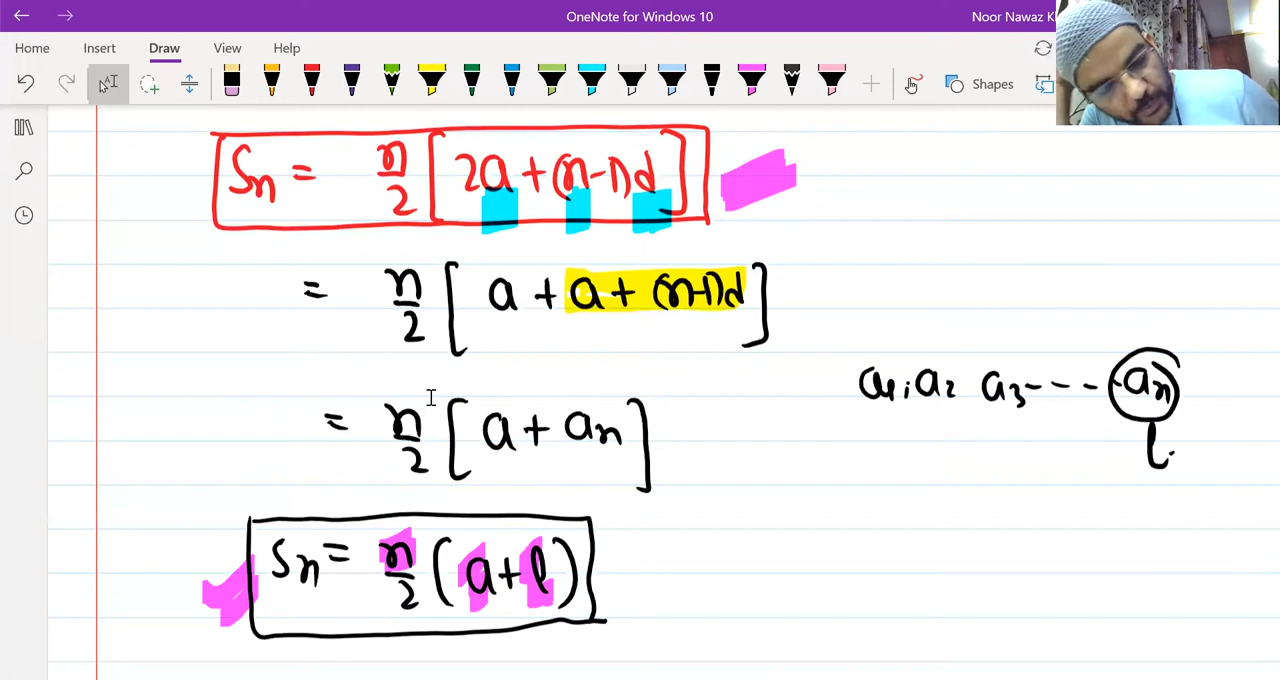 OneNote for Windows 10
Noor Nawaz K
Home Insert Draw View Help
Shapes
Sn = n/2 [2a + (n-1)d]
= n/2 [a + a + (n-1)d]
a1, a2 a3 --- an
l.
= n/2 [a + an]
Sn = n/2 (a + l)